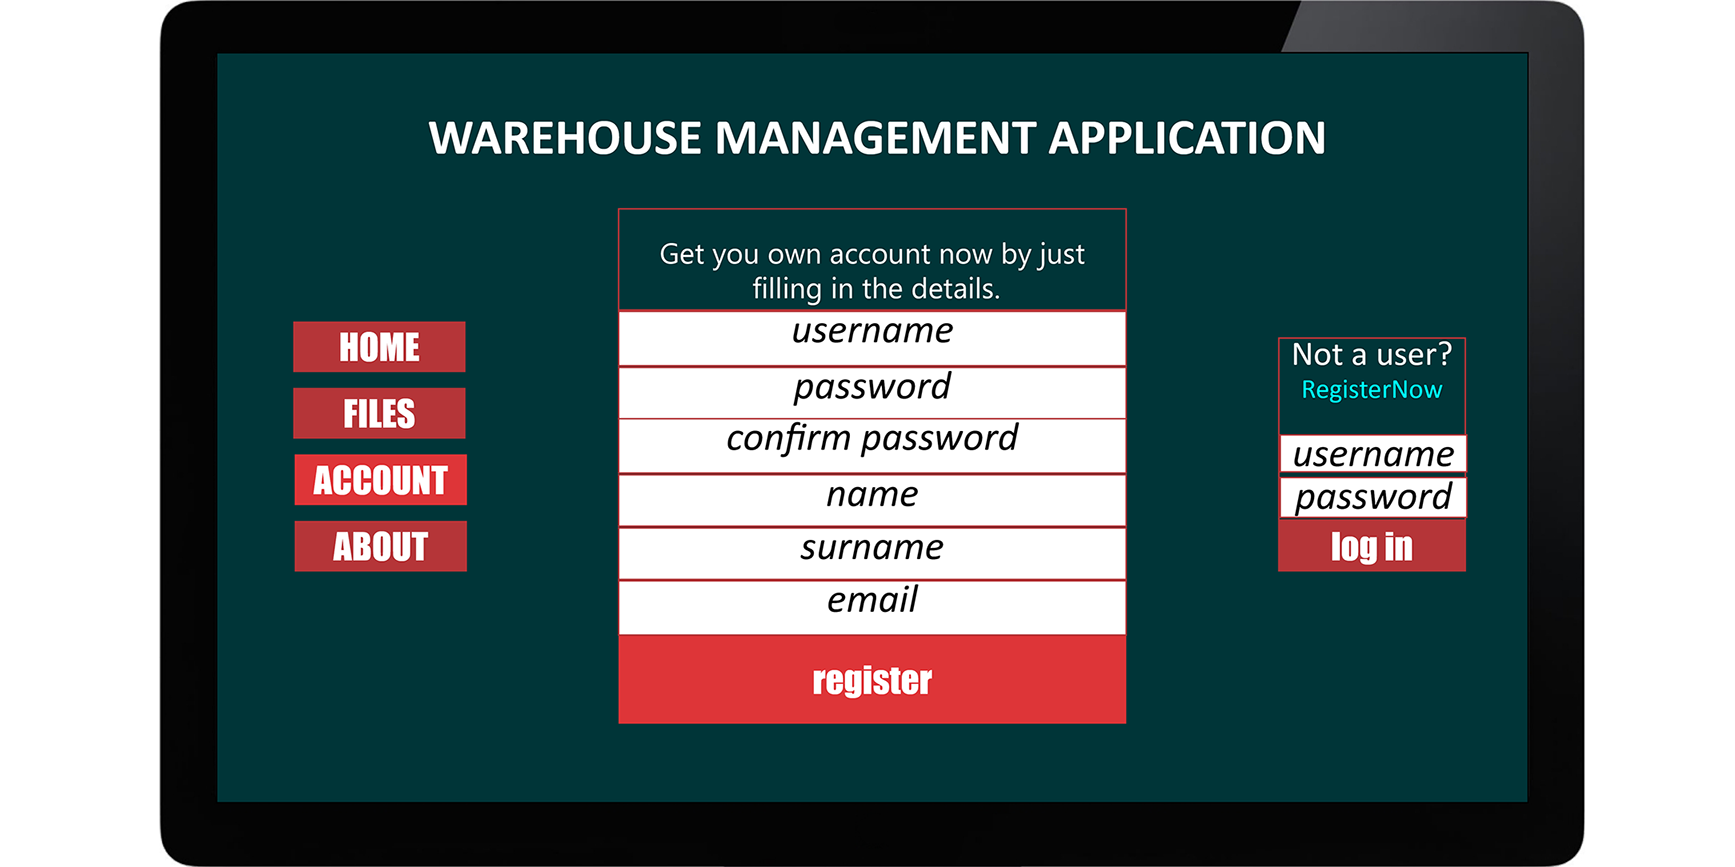 WAREHOUSE MANAGEMENT APPLICATION
Get you own account now by just
filling in the details.
username
password
confirm password
name
surname
email
register
HOME
FILES
ACCOUNT
ABOUT
Not a user?
RegisterNow
username
password
log in